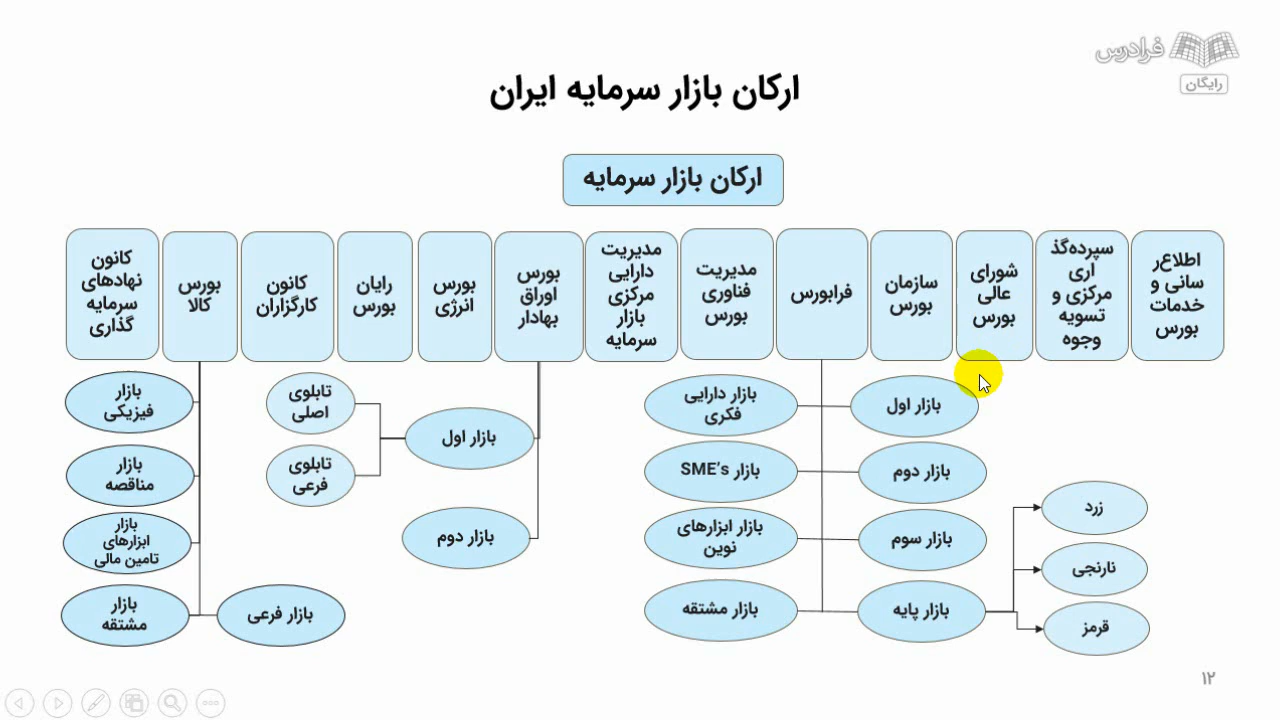 فرادرس
رایگان
ارکان بازار سرمایه ایران
ارکان بازار سرمایه
اطلاع‌ر
سانی و
خدمات
بورس
سپرده‌گذ
اری
مرکزی و
تسویه
وجوه
شورای
عالی
بورس
سازمان
بورس
فرابورس
مدیریت
فناوری
بورس
مدیریت
دارایی
مرکزی
بازار
سرمایه
بورس
اوراق
بهادار
بورس
انرژی
رایان
بورس
کانون
کارگزاران
بورس
کالا
کانون
نهادهای
سرمایه
گذاری
بازار اول
بازار دوم
بازار سوم
بازار پایه
زرد
نارنجی
قرمز
بازار دارایی
فکری
بازار SME’s
بازار ابزارهای
نوین
بازار مشتقه
بازار اول
بازار دوم
تابلوی
اصلی
تابلوی
فرعی
بازار
فیزیکی
بازار
مناقصه
بازار
ابزارهای
تامین مالی
بازار
مشتقه
بازار فرعی
۱۲